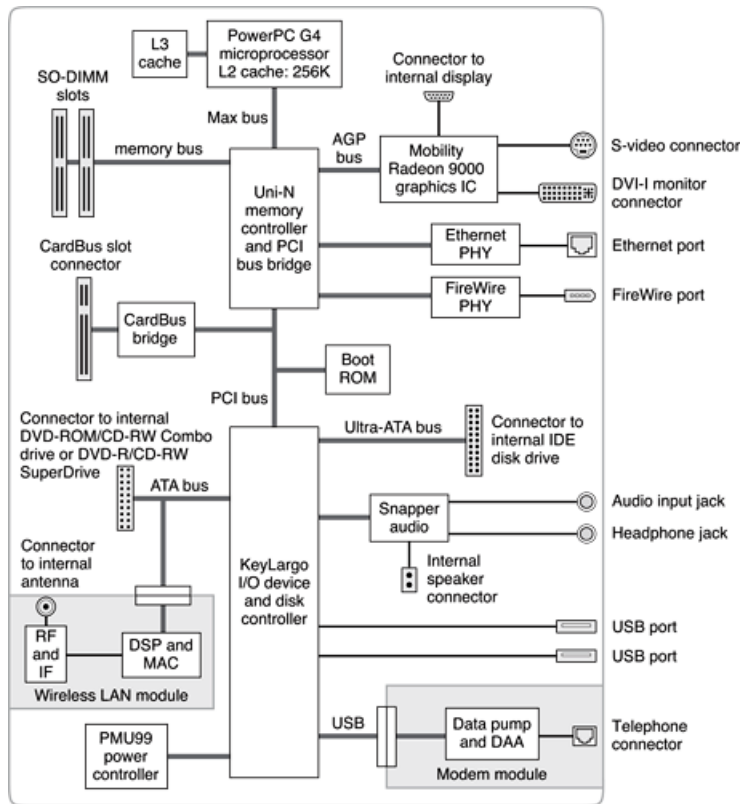 L3
cache
PowerPC G4
microprocessor
L2 cache: 256K
SO-DIMM
slots
Max bus
memory bus
Connector to
internal display
AGP
bus
Mobility
Radeon 9000
graphics IC
S-video connector
DVI-I monitor
connector
Uni-N
memory
controller
and PCI
bus bridge
Ethernet
PHY
Ethernet port
FireWire
PHY
FireWire port
CardBus slot
connector
CardBus
bridge
Boot
ROM
PCI bus
Connector to internal
DVD-ROM/CD-RW Combo
drive or DVD-R/CD-RW
SuperDrive
ATA bus
Ultra-ATA bus
Connector to
internal IDE
disk drive
Snapper
audio
Audio input jack
Headphone jack
Internal
speaker
connector
Connector
to internal
antenna
KeyLargo
I/O device
and disk
controller
RF
and
IF
DSP and
MAC
Wireless LAN module
USB port
USB port
PMU99
power
controller
USB
Data pump
and DAA
Modem module
Telephone
connector